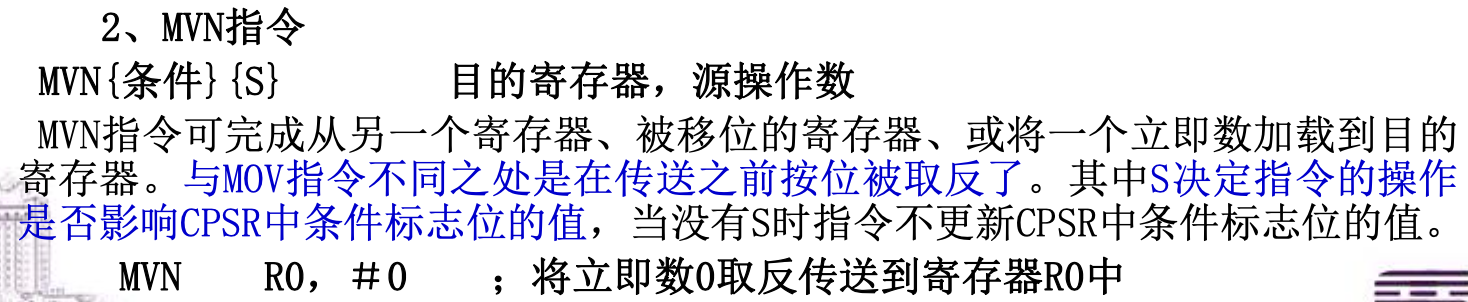 2、MVN指令
MVN{条件}{S} 目的寄存器，源操作数
MVN指令可完成从另一个寄存器、被移位的寄存器、或将一个立即数加载到目的
寄存器。与MOV指令不同之处是在传送之前按位被取反了。其中S决定指令的操作
是否影响CPSR中条件标志位的值，当没有S时指令不更新CPSR中条件标志位的值。
MVN R0，＃0 ；将立即数0取反传送到寄存器R0中